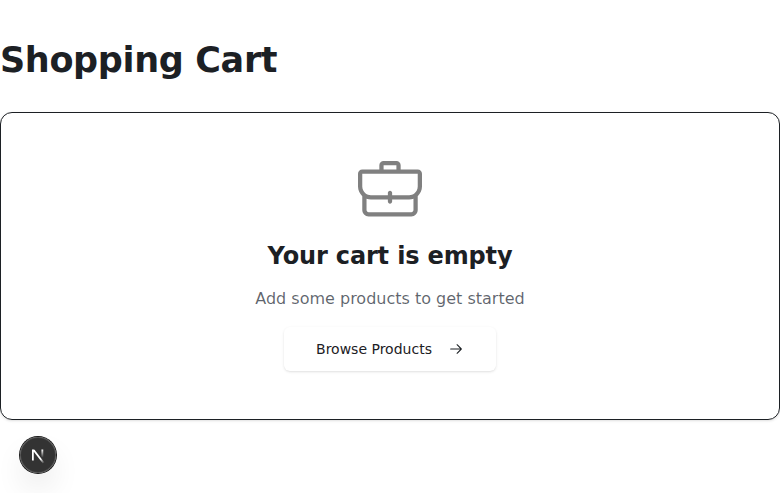 Shopping Cart
Your cart is empty
Add some products to get started
Browse Products
N